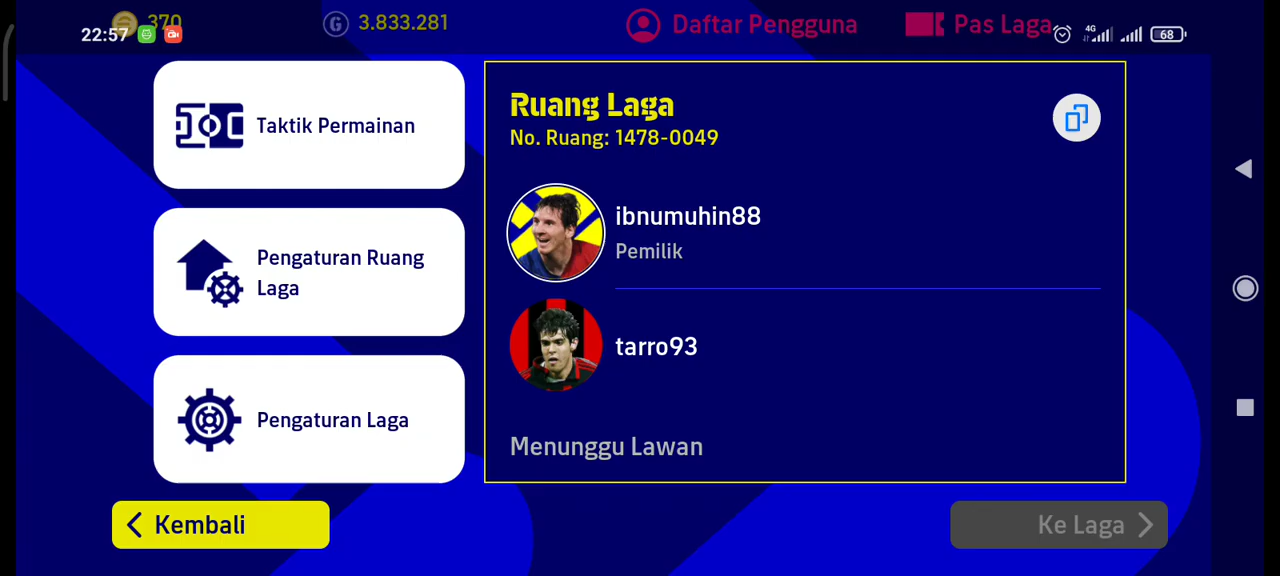 370
G 3.833.281
Daftar Pengguna
Pas Laga
22:57
4G
68
Taktik Permainan
Pengaturan Ruang
Laga
Pengaturan Laga
Ruang Laga
No. Ruang: 1478-0049
ibnumuhin88
Pemilik
tarro93
Menunggu Lawan
Kembali
Ke Laga